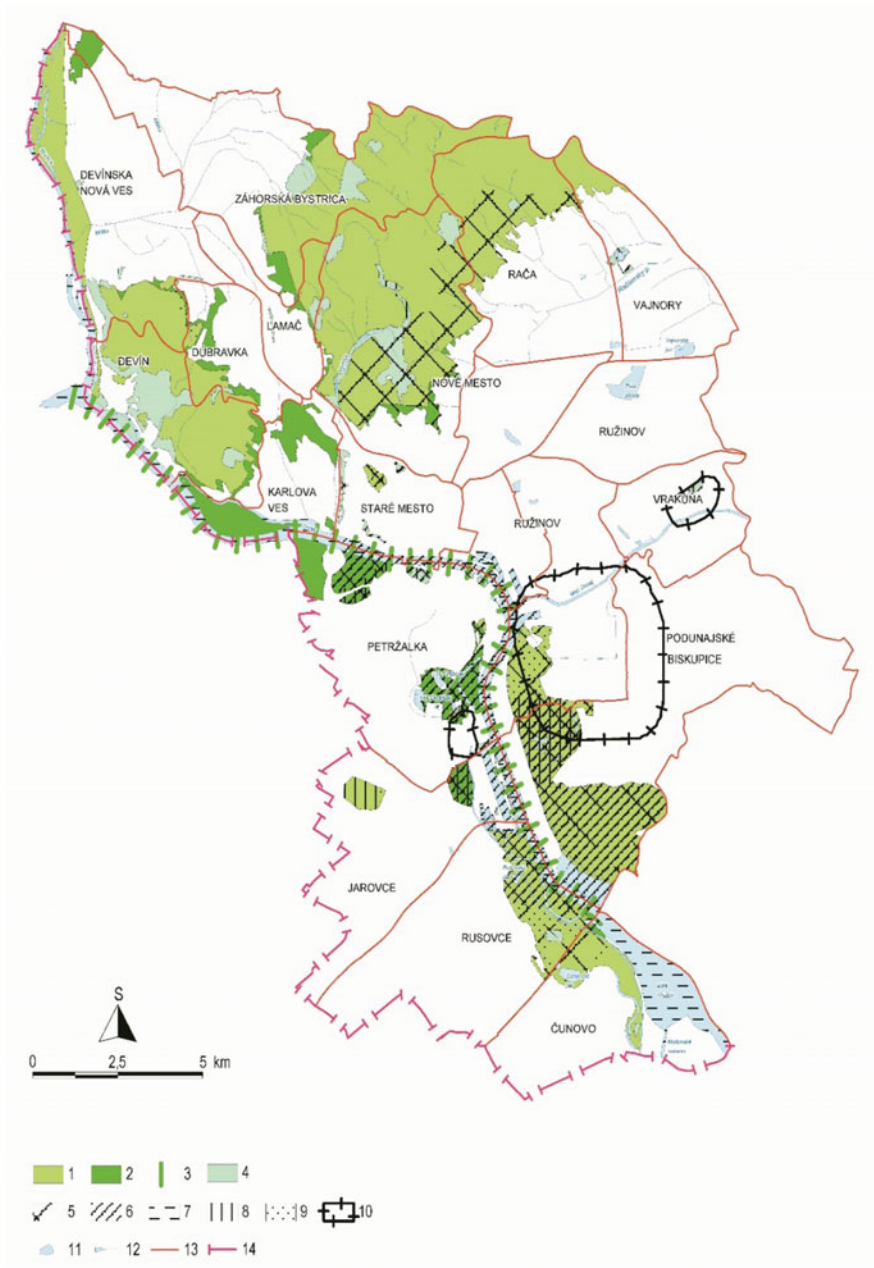 DEVÍNSKA
NOVÁ VES
ZÁHORSKÁ BYSTRICA
RAČA
VAJNORY
LAMAČ
DÚBRAVKA
DEVÍN
NOVÉ MESTO
RUŽINOV
KARLOVA
VES
STARÉ MESTO
RUŽINOV
VRAKUŇA
PETRŽALKA
PODUNAJSKÉ
BISKUPICE
JAROVCE
RUSOVCE
ČUNOVO
S
0 2,5 5 km
1 2 3 4
5 6 7 8 9 10
11 12 13 14